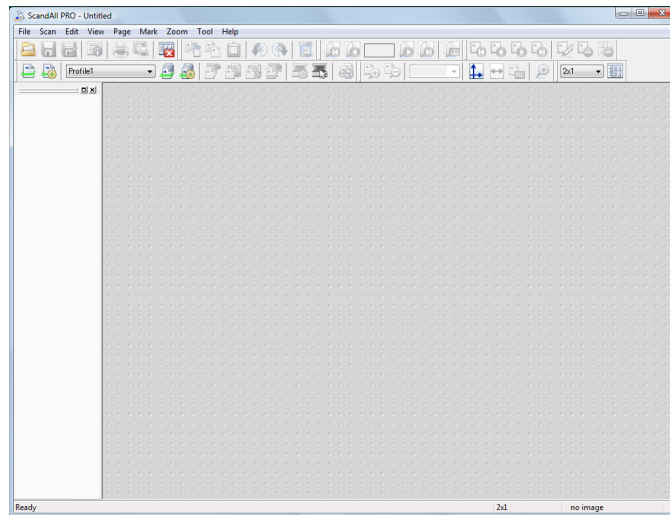 ScandAll PRO - Untitled
File Scan Edit View Page Mark Zoom Tool Help
Profile1 2x1
Ready 2x1 no image